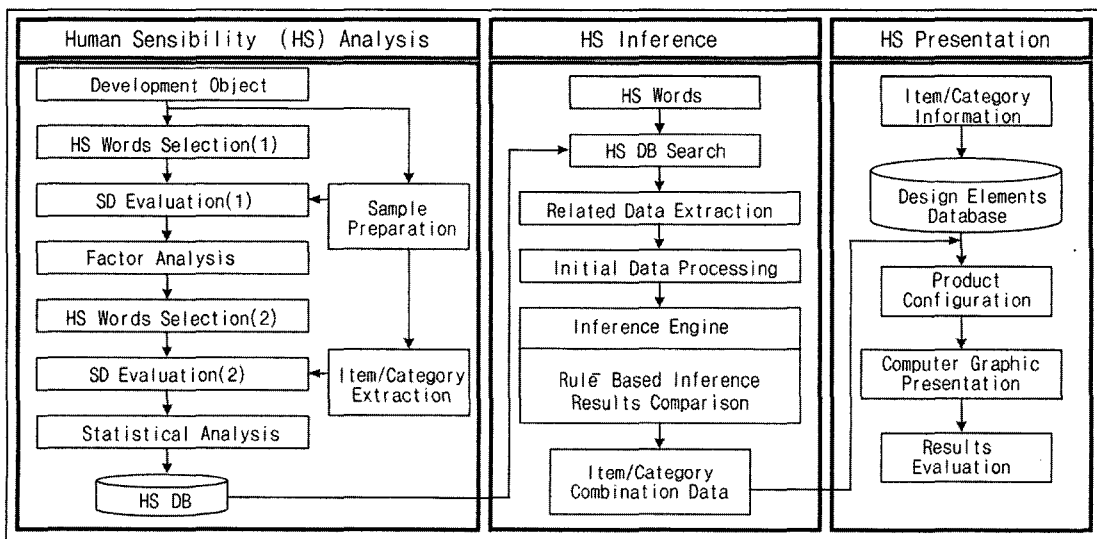 Human Sensibility (HS) Analysis
Development Object
HS Words Selection(1)
SD Evaluation(1)
Sample
Preparation
Factor Analysis
HS Words Selection(2)
SD Evaluation(2)
Item/Category
Extraction
Statistical Analysis
HS DB
HS Inference
HS Words
HS DB Search
Related Data Extraction
Initial Data Processing
Inference Engine
Rule Based Inference
Results Comparison
Item/Category
Combination Data
HS Presentation
Item/Category
Information
Design Elements
Database
Product
Configuration
Computer Graphic
Presentation
Results
Evaluation